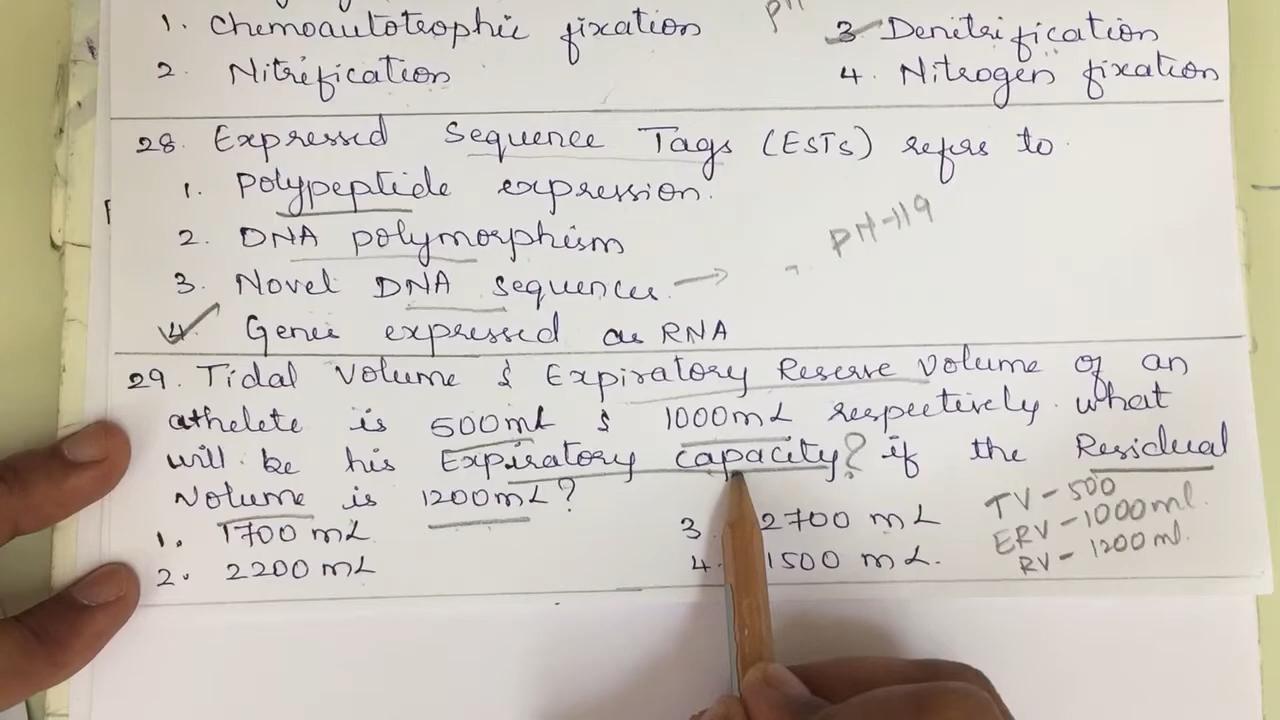 1. Chemoautotrophic fixation
3 Denitrification
2. Nitrification
4. Nitrogen fixation
28. Expressed Sequence Tags (ESTs) refers to
1. Polypeptide expression.
2. DNA polymorphism
3. Novel DNA sequences
PH-119
4. Genes expressed as RNA
29. Tidal Volume & Expiratory Reserve Volume of an
athelete is 500mL & 1000mL respectively. What
will be his Expiratory capacity? if the Residual
Volume is 1200mL?
1. 1700 mL
3. 2700 mL
2. 2200 mL
4. 1500 mL.
TV - 500
ERV - 1000ml.
RV - 1200ml.